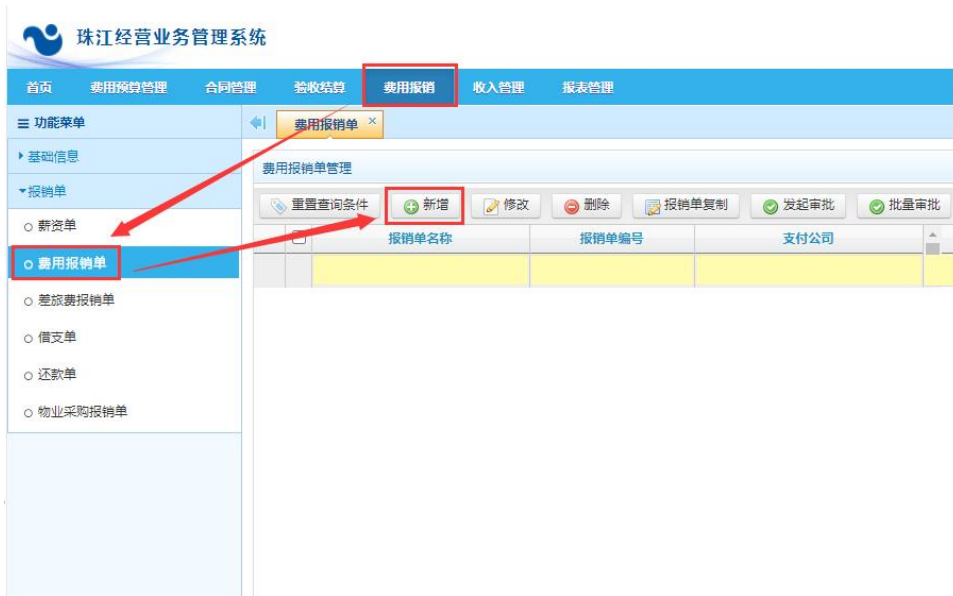 珠江经营业务管理系统
首页 费用预算管理 合同管理 验收结算 费用报销 收入管理 报表管理
功能菜单
费用报销单 ×
基础信息
费用报销单管理
报销单
重置查询条件 新增 修改 删除 报销单复制 发起审批 批量审批
薪资单
报销单名称 报销单编号 支付公司
费用报销单
差旅费报销单
借支单
还款单
物业采购报销单